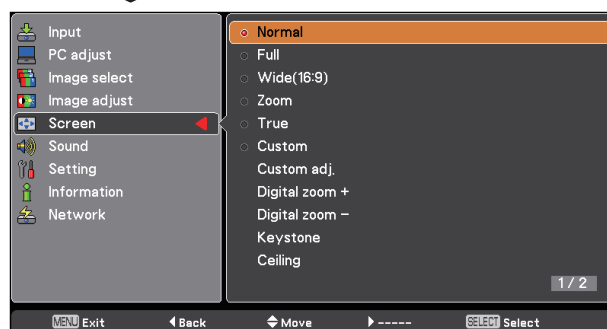 Input
PC adjust
Image select
Image adjust
Screen
Sound
Setting
Information
Network
Normal
Full
Wide(16:9)
Zoom
True
Custom
Custom adj.
Digital zoom +
Digital zoom –
Keystone
Ceiling
1 / 2
MENU Exit
Back
Move
-----
SELECT Select